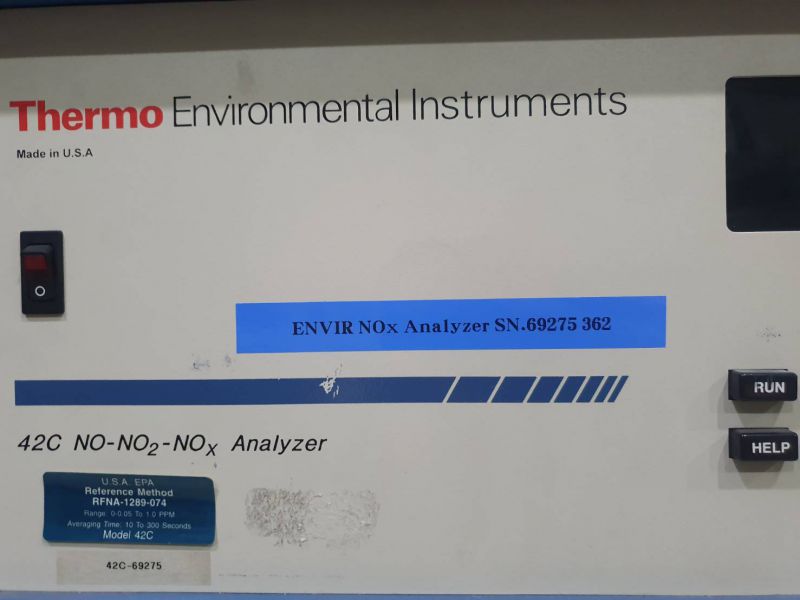 Thermo Environmental Instruments
Made in U.S.A
ENVIR NOx Analyzer SN.69275 362
RUN
42C NO-NO₂-NOₓ Analyzer
HELP
U.S.A. EPA
Reference Method
RFNA-1289-074
Range: 0-0.05 To 1.0 PPM
Averaging Time: 10 To 300 Seconds
Model 42C
42C-69275